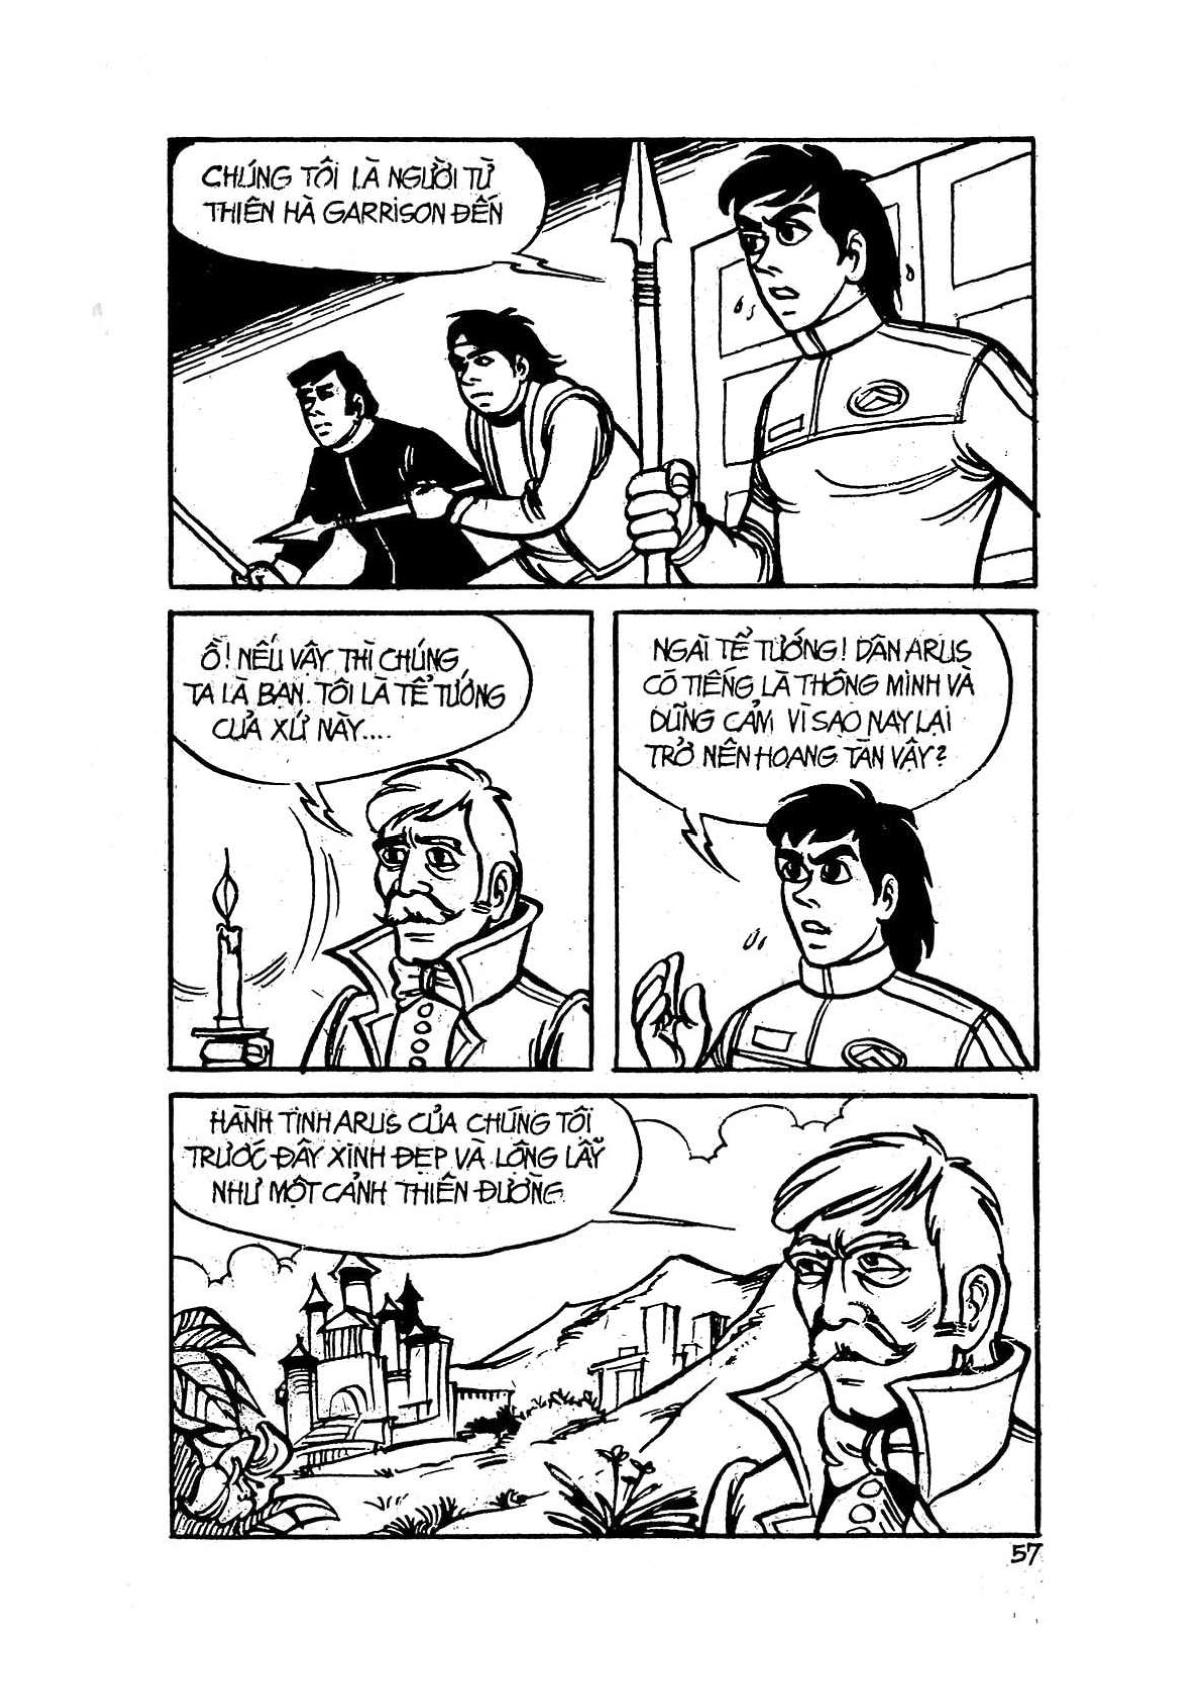 CHÚNG TÔI LÀ NGƯỜI TỪ
THIÊN HÀ GARRISON ĐẾN
Ồ! NẾU VẬY THÌ CHÚNG
TA LÀ BẠN. TÔI LÀ TỂ TƯỚNG
CỦA XỨ NÀY....
NGÀI TỂ TƯỚNG! DÂN ARUS
CÓ TIẾNG LÀ THÔNG MINH VÀ
DŨNG CẢM VÌ SAO NAY LẠI
TRỞ NÊN HOANG TÀN VẬY?
HÀNH TINH ARUS CỦA CHÚNG TÔI
TRƯỚC ĐÂY XINH ĐẸP VÀ LỘNG LẪY
NHƯ MỘT CẢNH THIÊN ĐƯỜNG
57